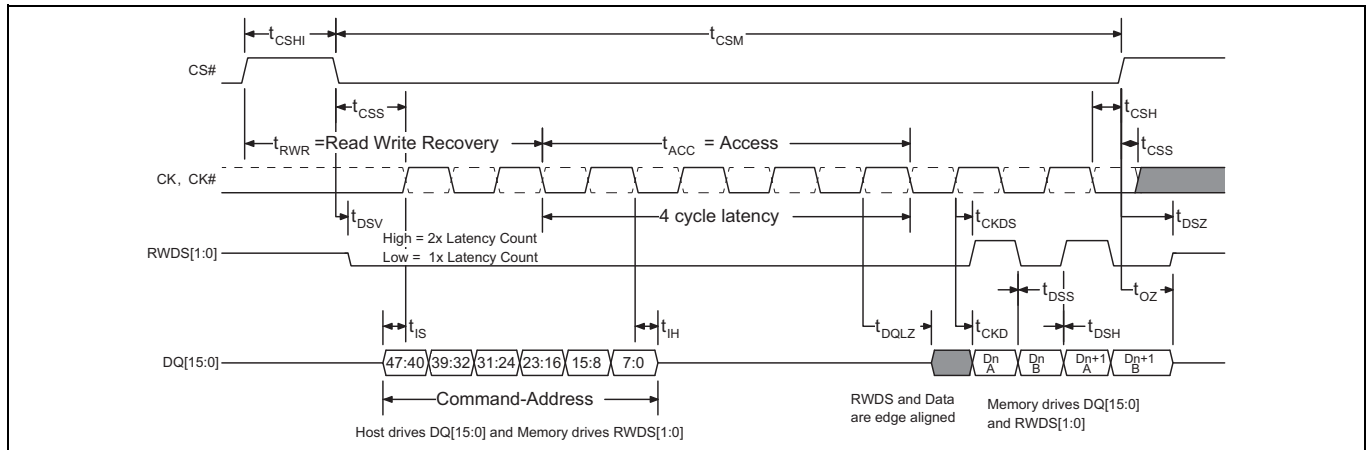 tCSHI
tCSM
CS#
tCSS
tCSH
tRWR =Read Write Recovery
tACC = Access
tCSS
CK, CK#
tDSV
4 cycle latency
tCKDS
tDSZ
High = 2x Latency Count
RWDS[1:0]
Low = 1x Latency Count
tDSS
tOZ
tIS
tIH
tDQLZ
tCKD
tDSH
DQ[15:0]
47:40 39:32 31:24 23:16 15:8 7:0
Dn A
Dn B
Dn+1 A
Dn+1 B
Command-Address
RWDS and Data
are edge aligned
Memory drives DQ[15:0]
and RWDS[1:0]
Host drives DQ[15:0] and Memory drives RWDS[1:0]